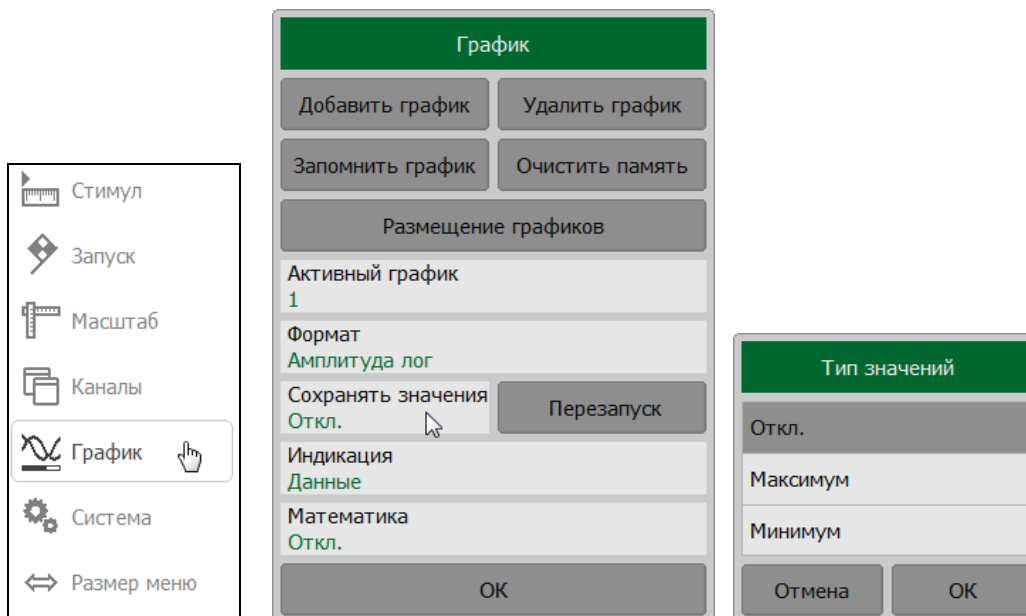 Стимул
Запуск
Масштаб
Каналы
График
Система
Размер меню
График
Добавить график
Удалить график
Запомнить график
Очистить память
Размещение графиков
Активный график
1
Формат
Амплитуда лог
Сохранять значения
Откл.
Перезапуск
Индикация
Данные
Математика
Откл.
ОК
Тип значений
Откл.
Максимум
Минимум
Отмена
ОК